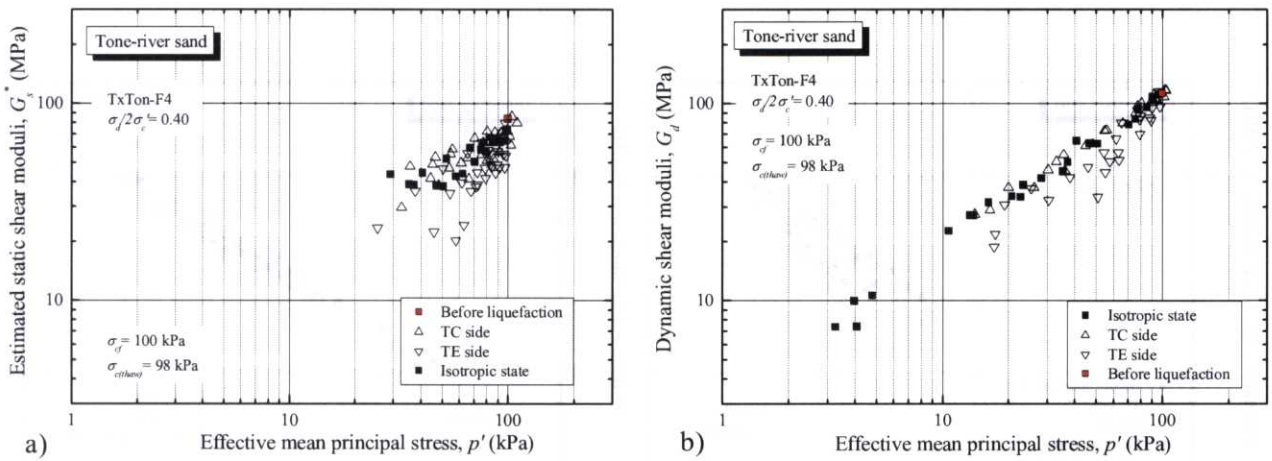 Tone-river sand
TxTon-F4
σd/2σc'= 0.40
σcf = 100 kPa
σc(thaw)= 98 kPa
Before liquefaction
TC side
TE side
Isotropic state
Estimated static shear moduli, Gs* (MPa)
100
10
1
10
100
Effective mean principal stress, p' (kPa)
a)
Tone-river sand
TxTon-F4
σd/2σc'= 0.40
σcf = 100 kPa
σc(thaw)= 98 kPa
Isotropic state
TC side
TE side
Before liquefaction
Dynamic shear moduli, Gd (MPa)
100
10
1
10
100
Effective mean principal stress, p' (kPa)
b)